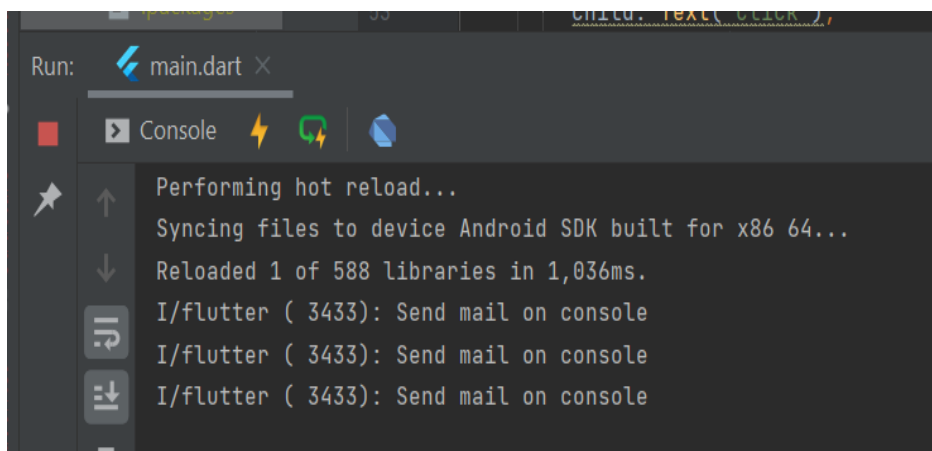 child: Text("click"),
Run: main.dart
Console
Performing hot reload...
Syncing files to device Android SDK built for x86 64...
Reloaded 1 of 588 libraries in 1,036ms.
I/flutter ( 3433): Send mail on console
I/flutter ( 3433): Send mail on console
I/flutter ( 3433): Send mail on console